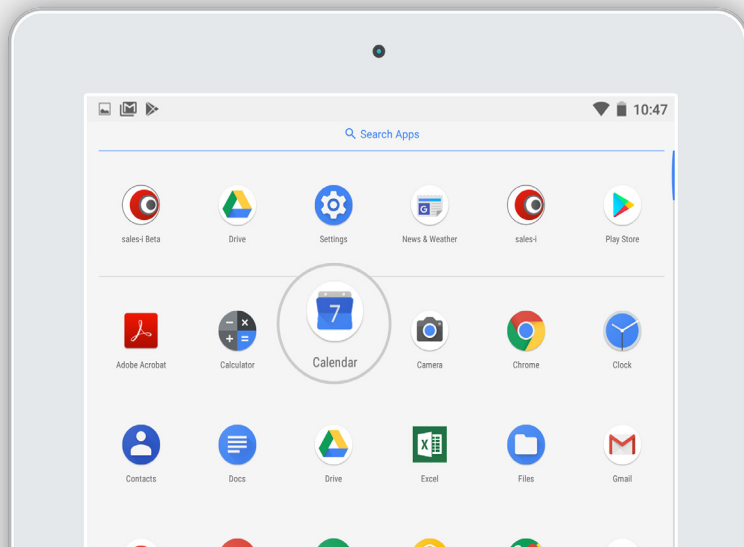 10:47
Search Apps
sales-i Beta
Drive
Settings
News & Weather
sales-i
Play Store
7
Calendar
Adobe Acrobat
Calculator
Camera
Chrome
Clock
Contacts
Docs
Drive
Excel
Files
Gmail